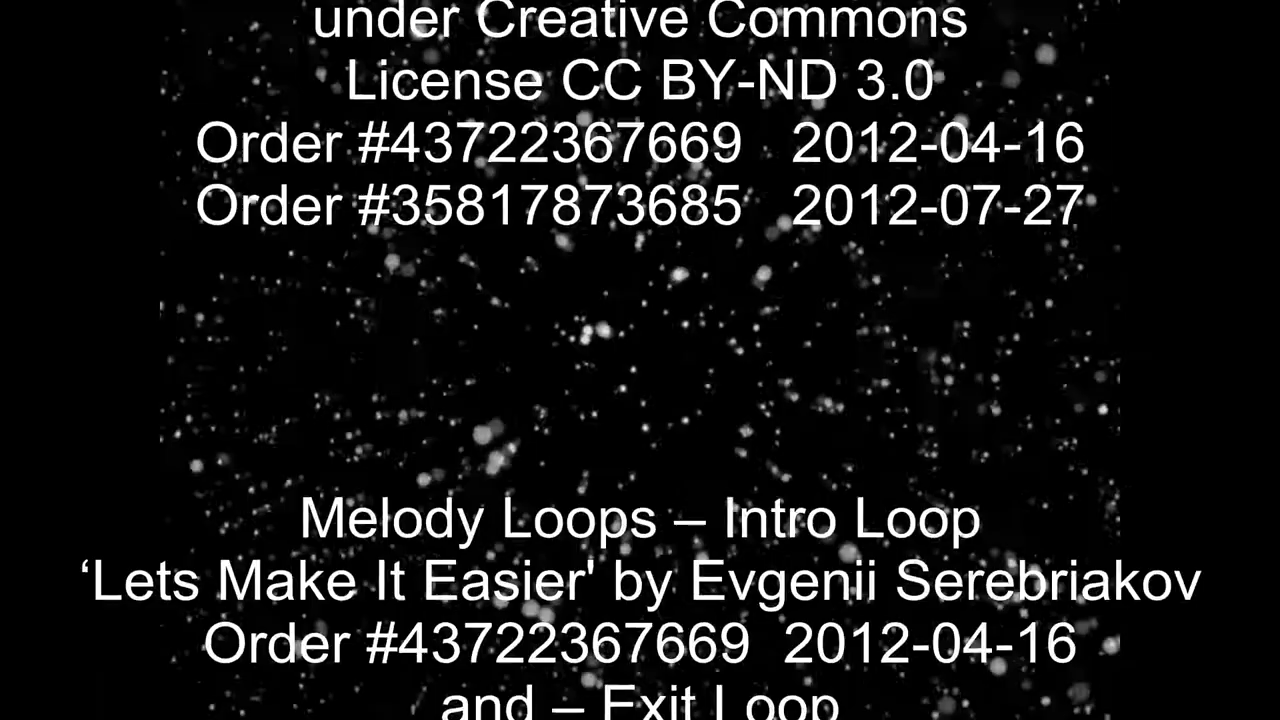 under Creative Commons
License CC BY-ND 3.0
Order #43722367669 2012-04-16
Order #35817873685 2012-07-27
Melody Loops – Intro Loop
‘Lets Make It Easier' by Evgenii Serebriakov
Order #43722367669 2012-04-16
and – Exit Loop